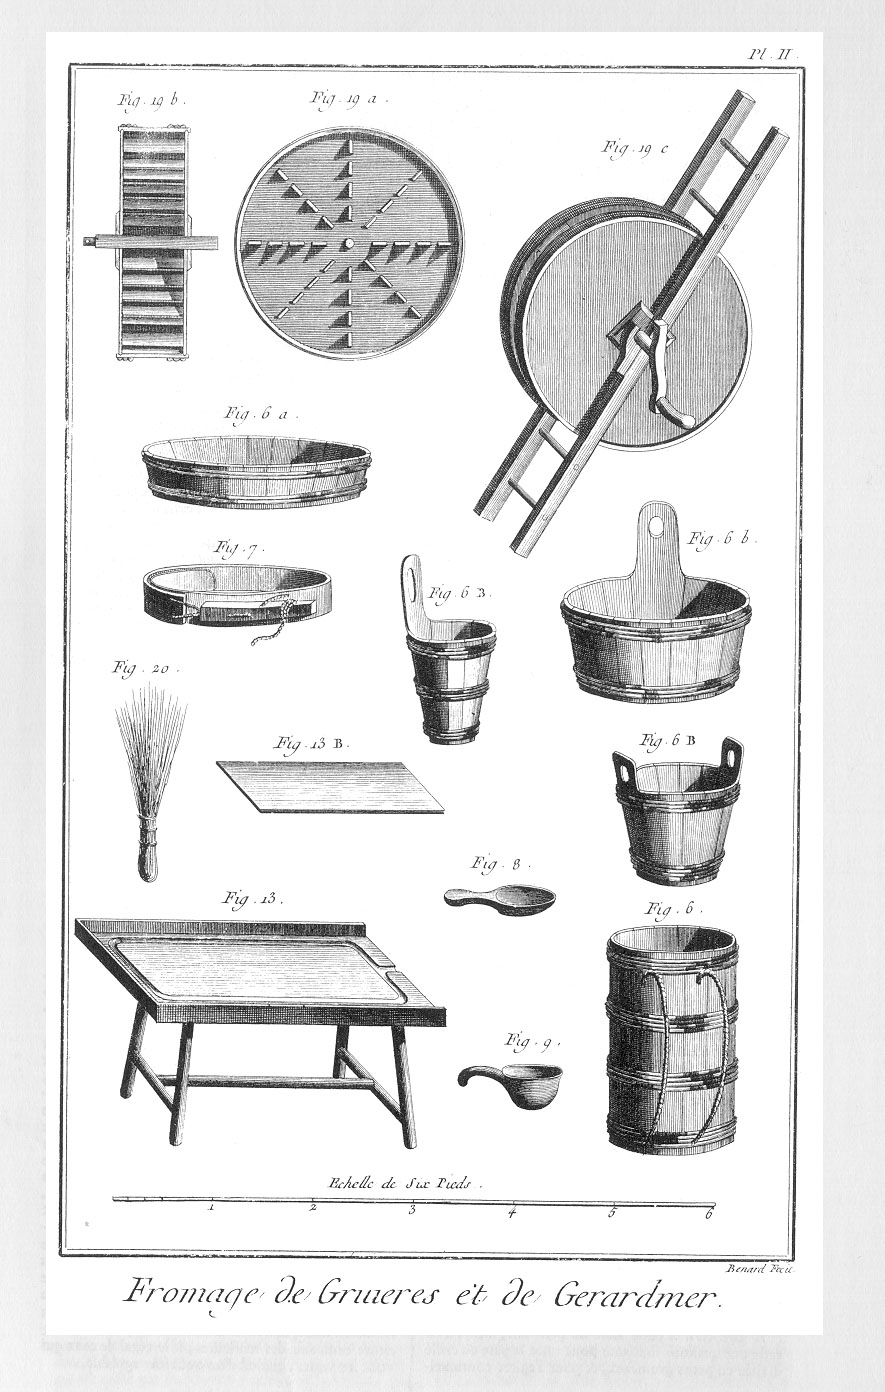 Pl. II.
Fig. 19 b.
Fig. 19 a.
Fig. 19 c
Fig. 6 a.
Fig. 7.
Fig. 6 b.
Fig. 6 B.
Fig. 20.
Fig. 13 B.
Fig. 6 B
Fig. 8.
Fig. 13.
Fig. 6.
Fig. 9.
Echelle de Six Pieds.
1 2 3 4 5 6
Benard Fecit.
Fromage de Gruieres et de Gerardmer.